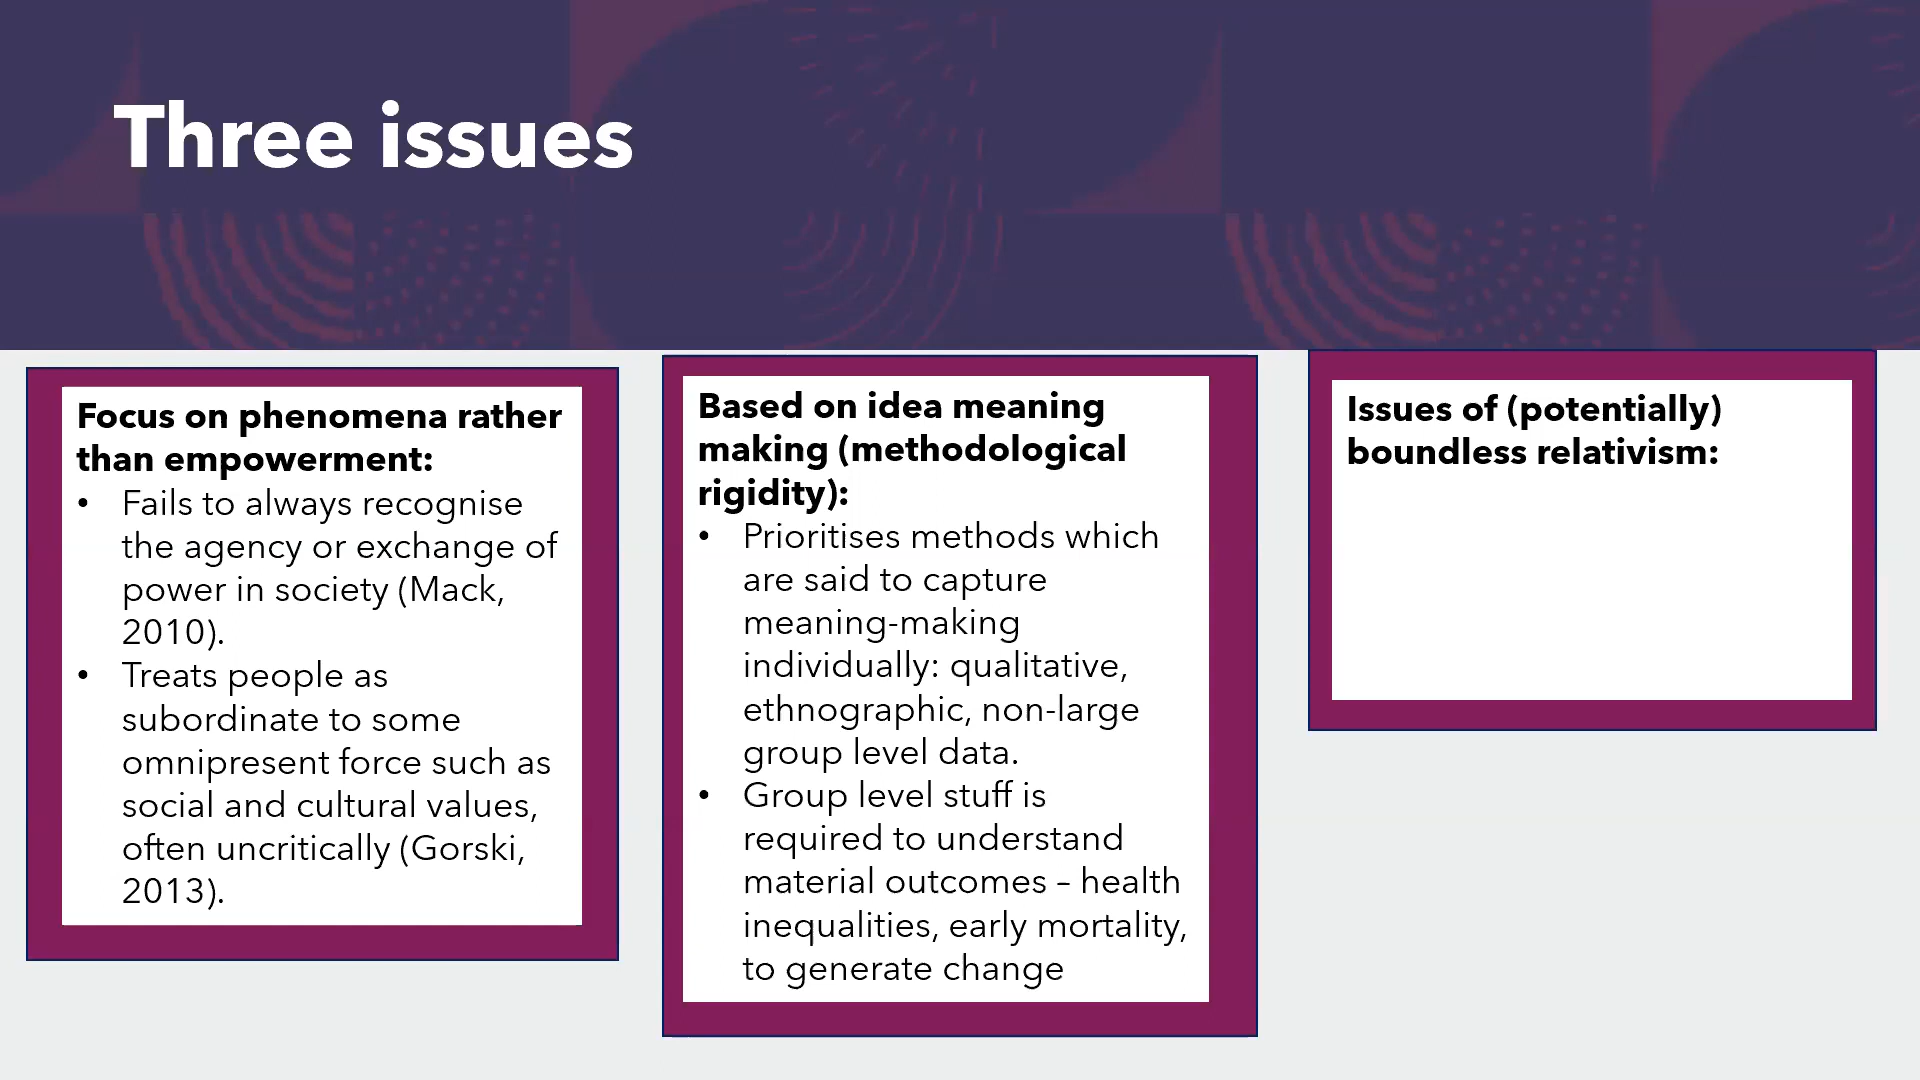 Three issues
Focus on phenomena rather
than empowerment:
• Fails to always recognise
the agency or exchange of
power in society (Mack,
2010).
• Treats people as
subordinate to some
omnipresent force such as
social and cultural values,
often uncritically (Gorski,
2013).
Based on idea meaning
making (methodological
rigidity):
• Prioritises methods which
are said to capture
meaning-making
individually: qualitative,
ethnographic, non-large
group level data.
• Group level stuff is
required to understand
material outcomes – health
inequalities, early mortality,
to generate change
Issues of (potentially)
boundless relativism: